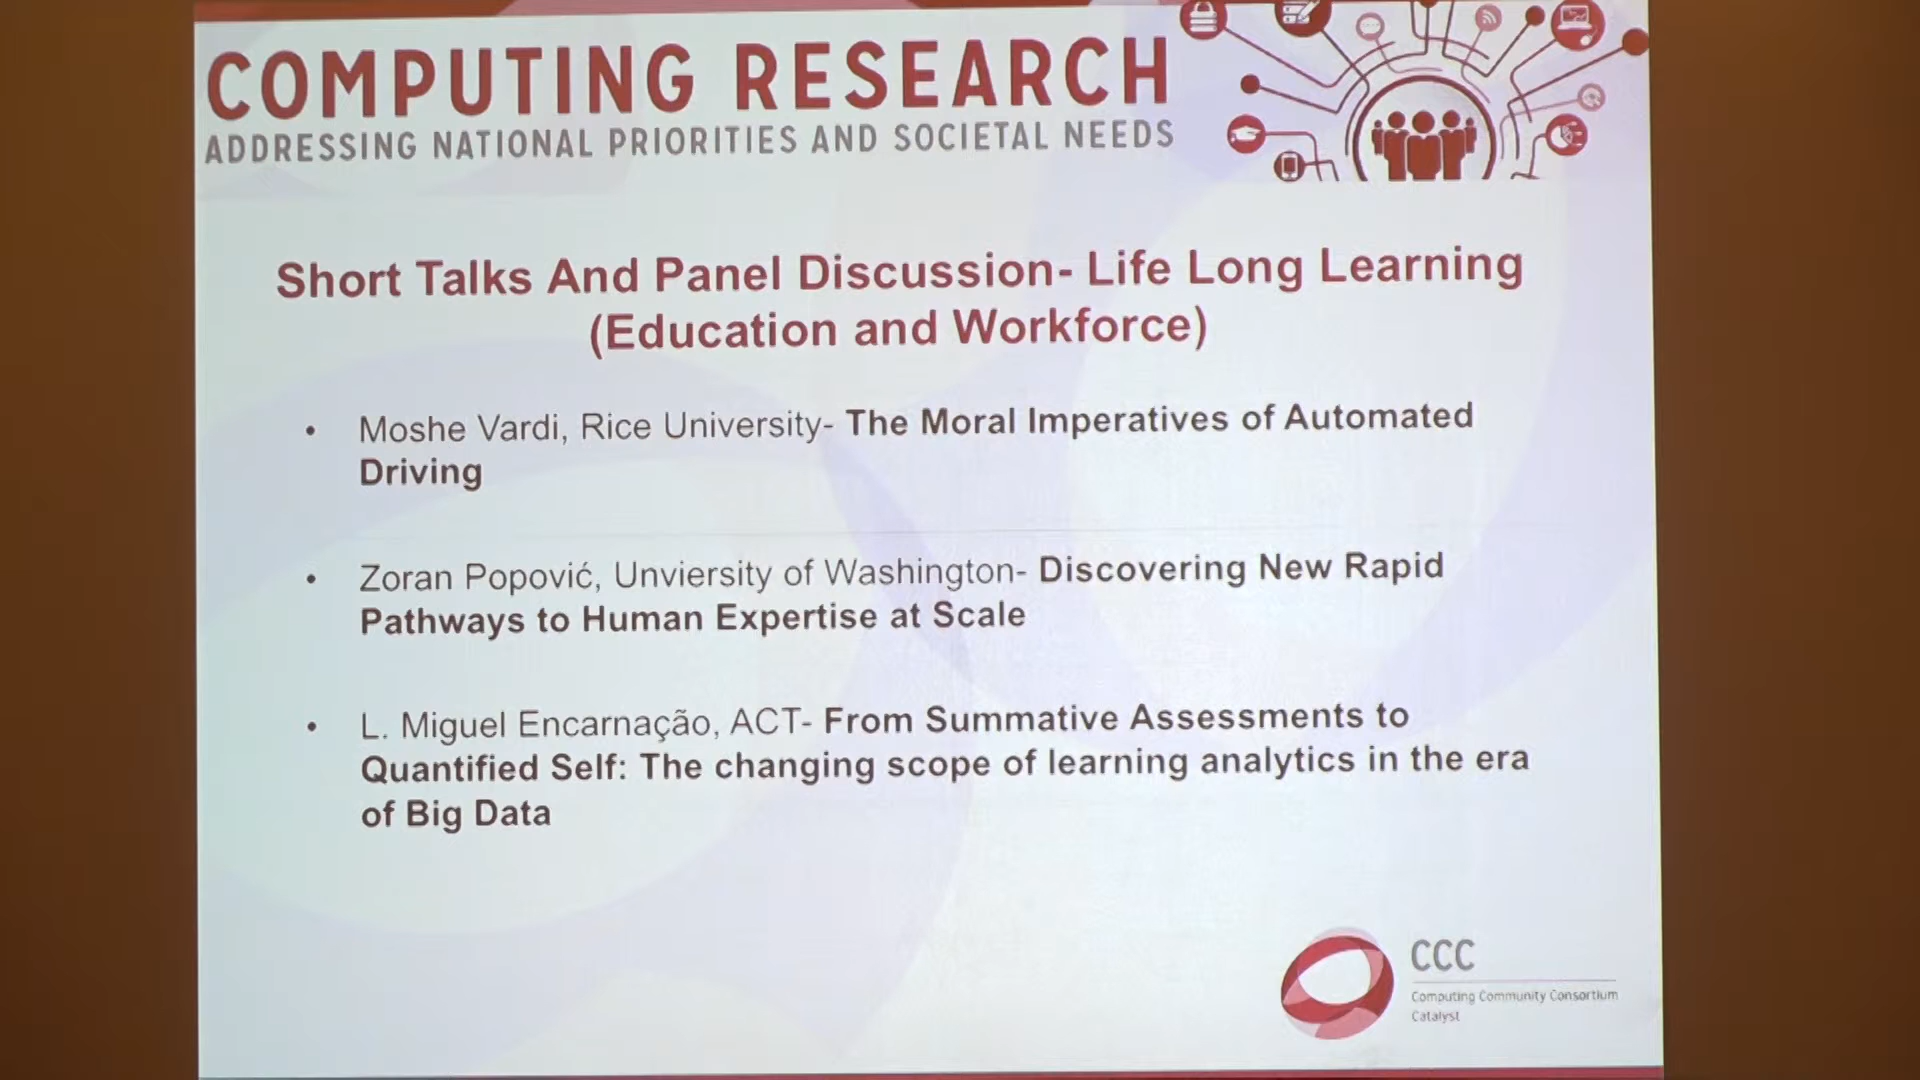 COMPUTING RESEARCH
ADDRESSING NATIONAL PRIORITIES AND SOCIETAL NEEDS
Short Talks And Panel Discussion- Life Long Learning
(Education and Workforce)
• Moshe Vardi, Rice University- The Moral Imperatives of Automated
Driving
• Zoran Popović, Unviersity of Washington- Discovering New Rapid
Pathways to Human Expertise at Scale
• L. Miguel Encarnação, ACT- From Summative Assessments to
Quantified Self: The changing scope of learning analytics in the era
of Big Data
CCC
Computing Community Consortium
Catalyst